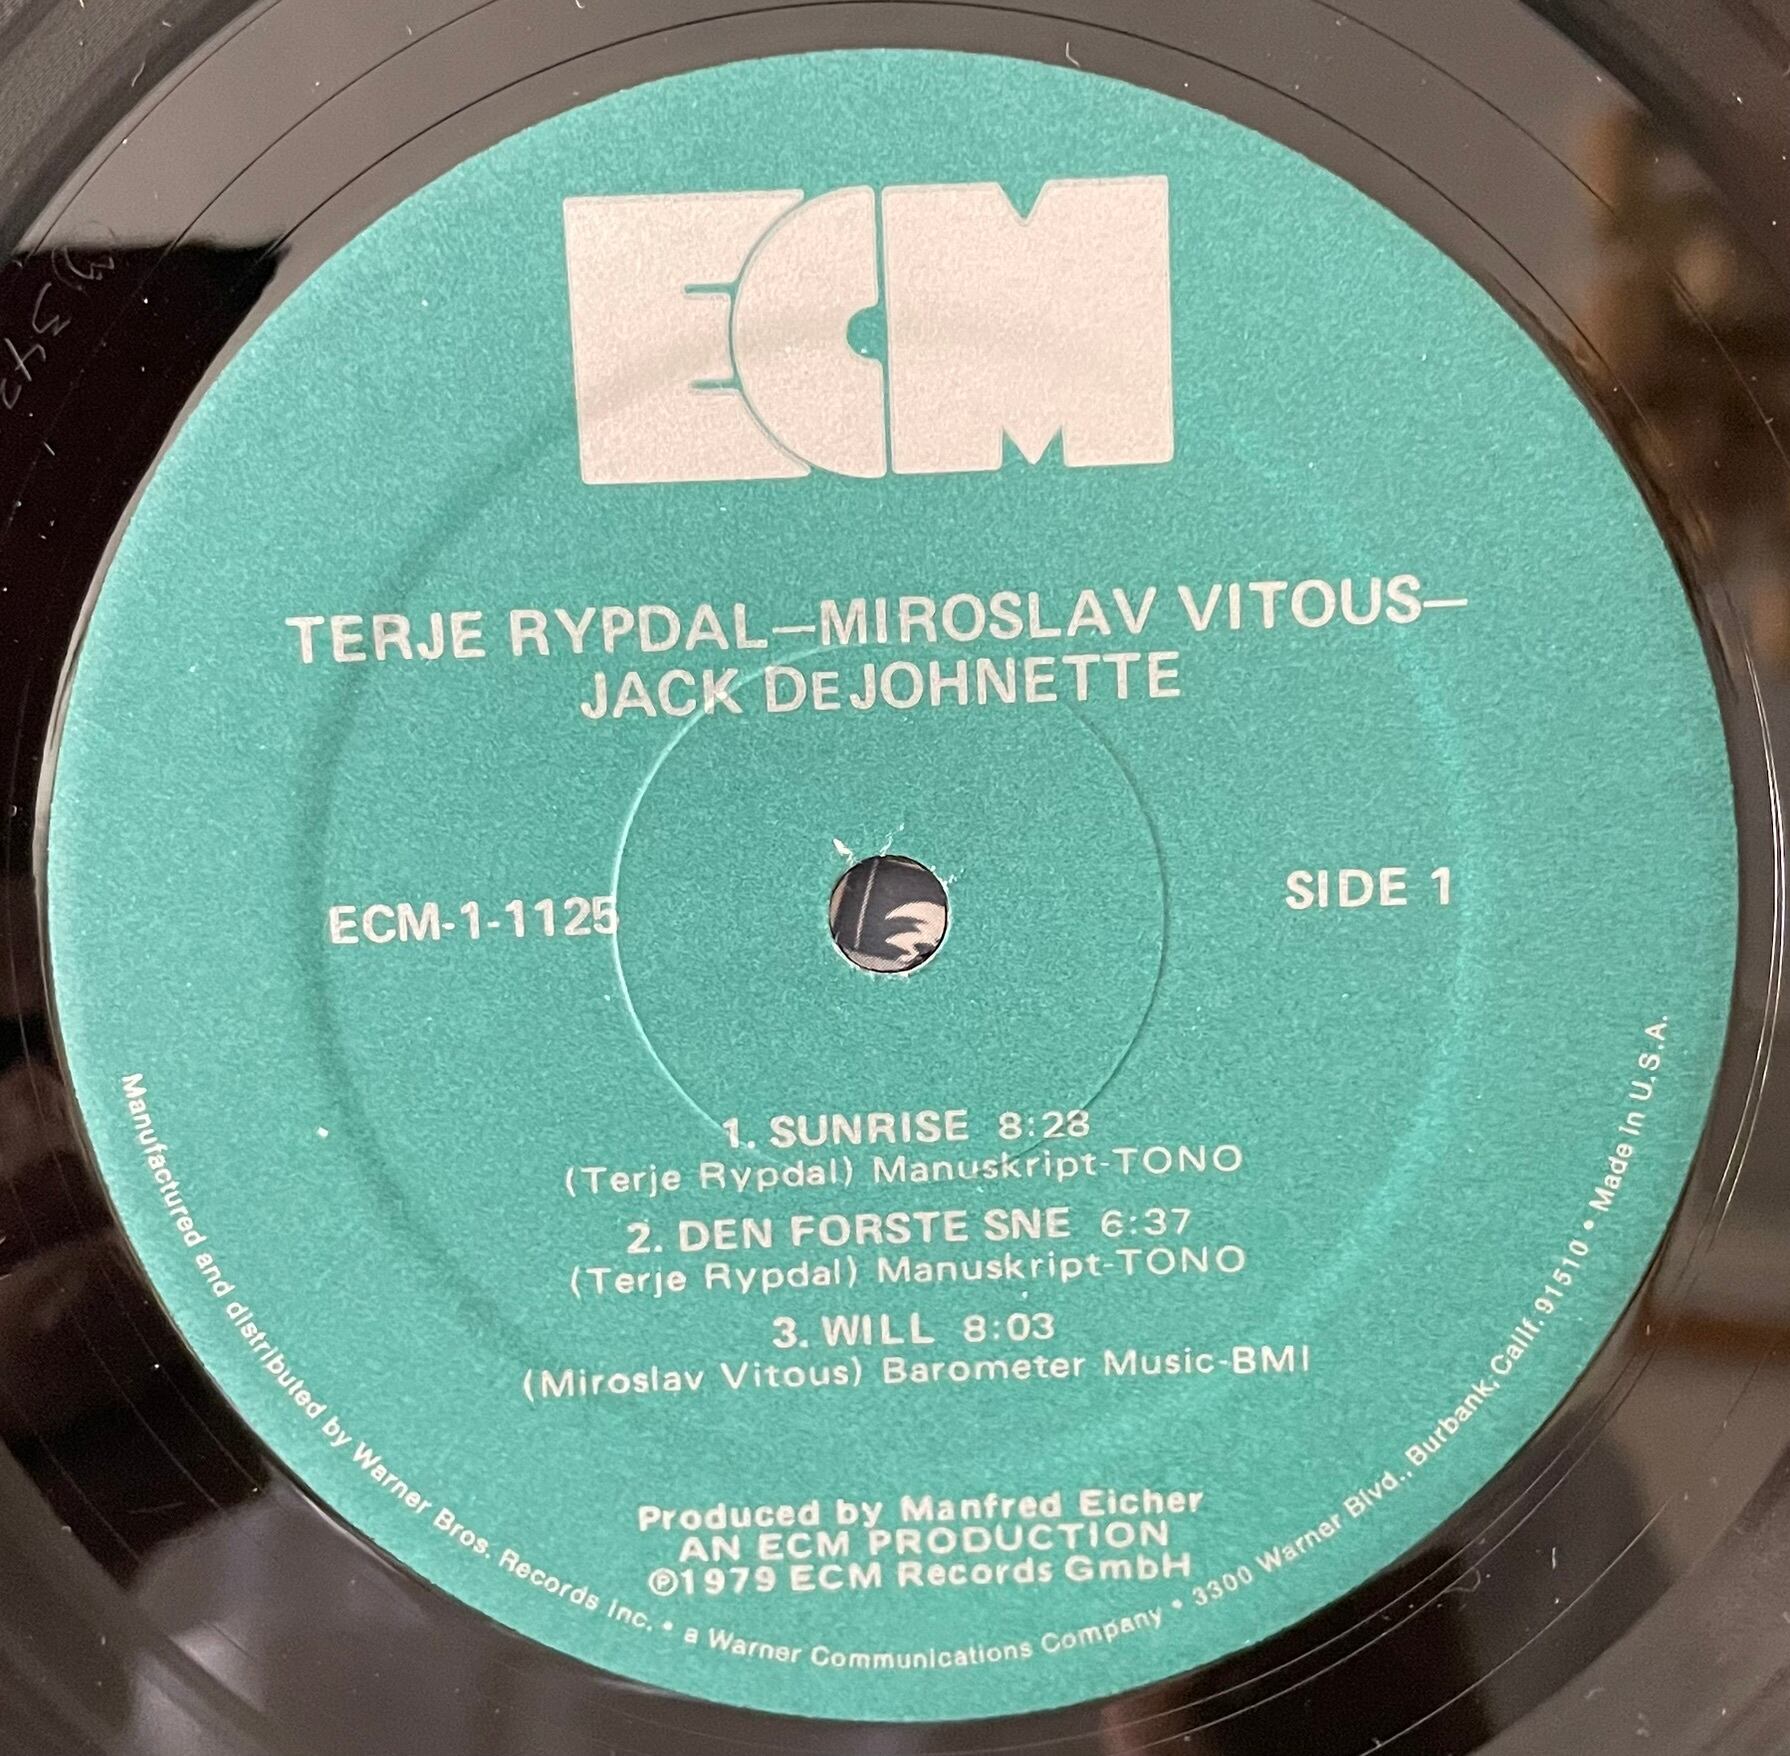 ECM
TERJE RYPDAL—MIROSLAV VITOUS—
JACK DeJOHNETTE
ECM-1-1125
SIDE 1
1. SUNRISE 8:28
(Terje Rypdal) Manuskript-TONO
2. DEN FORSTE SNE 6:37
(Terje Rypdal) Manuskript-TONO
3. WILL 8:03
(Miroslav Vitous) Barometer Music-BMI
Produced by Manfred Eicher
AN ECM PRODUCTION
℗1979 ECM Records GmbH
Manufactured and distributed by Warner Bros. Records Inc. • a Warner Communications Company • 3300 Warner Blvd., Burbank, Calif. 91510 • Made in U.S.A.